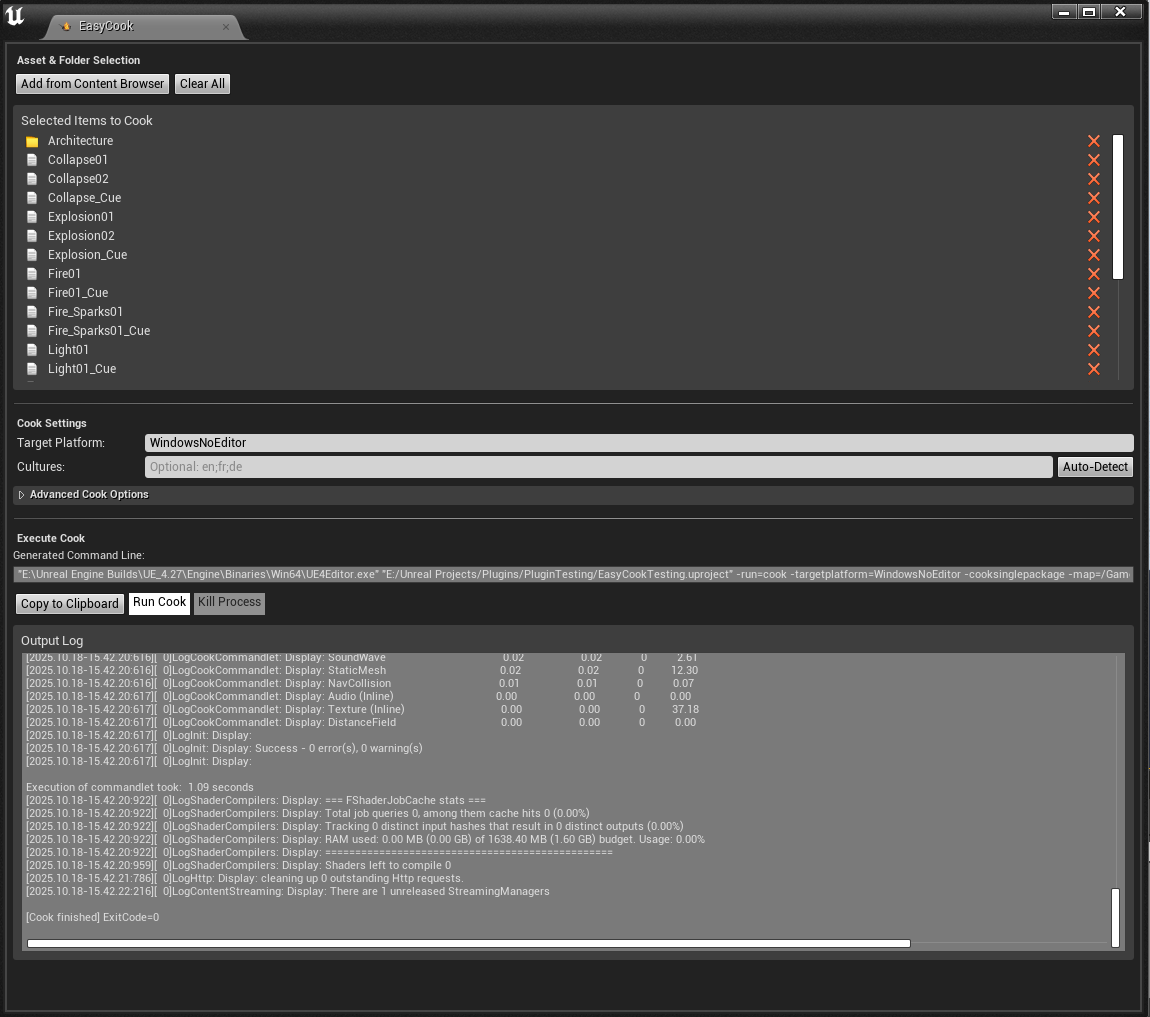 EasyCook
Asset & Folder Selection
Add from Content Browser Clear All
Selected Items to Cook
Architecture
Collapse01
Collapse02
Collapse_Cue
Explosion01
Explosion02
Explosion_Cue
Fire01
Fire01_Cue
Fire_Sparks01
Fire_Sparks01_Cue
Light01
Light01_Cue
Cook Settings
Target Platform: WindowsNoEditor
Cultures: Optional: en;fr;de Auto-Detect
Advanced Cook Options
Execute Cook
Generated Command Line:
"E:\Unreal Engine Builds\UE_4.27\Engine\Binaries\Win64\UE4Editor.exe" "E:/Unreal Projects/Plugins/PluginTesting/EasyCookTesting.uproject" -run=cook -targetplatform=WindowsNoEditor -cooksinglepackage -map=/Gam
Copy to Clipboard Run Cook Kill Process
Output Log
[2025.10.18-15.42.20:616][  0]LogCookCommandlet: Display: SoundWave 0.02 0.02 0 2.61
[2025.10.18-15.42.20:616][  0]LogCookCommandlet: Display: StaticMesh 0.02 0.02 0 12.30
[2025.10.18-15.42.20:616][  0]LogCookCommandlet: Display: NavCollision 0.01 0.01 0 0.07
[2025.10.18-15.42.20:617][  0]LogCookCommandlet: Display: Audio (Inline) 0.00 0.00 0 0.00
[2025.10.18-15.42.20:617][  0]LogCookCommandlet: Display: Texture (Inline) 0.00 0.00 0 37.18
[2025.10.18-15.42.20:617][  0]LogCookCommandlet: Display: DistanceField 0.00 0.00 0 0.00
[2025.10.18-15.42.20:617][  0]LogInit: Display:
[2025.10.18-15.42.20:617][  0]LogInit: Display: Success - 0 error(s), 0 warning(s)
[2025.10.18-15.42.20:617][  0]LogInit: Display:
Execution of commandlet took:  1.09 seconds
[2025.10.18-15.42.20:922][  0]LogShaderCompilers: Display: === FShaderJobCache stats ===
[2025.10.18-15.42.20:922][  0]LogShaderCompilers: Display: Total job queries 0, among them cache hits 0 (0.00%)
[2025.10.18-15.42.20:922][  0]LogShaderCompilers: Display: Tracking 0 distinct input hashes that result in 0 distinct outputs (0.00%)
[2025.10.18-15.42.20:922][  0]LogShaderCompilers: Display: RAM used: 0.00 MB (0.00 GB) of 1638.40 MB (1.60 GB) budget. Usage: 0.00%
[2025.10.18-15.42.20:922][  0]LogShaderCompilers: Display: ================================================
[2025.10.18-15.42.20:959][  0]LogShaderCompilers: Display: Shaders left to compile 0
[2025.10.18-15.42.21:786][  0]LogHttp: Display: cleaning up 0 outstanding Http requests.
[2025.10.18-15.42.22:216][  0]LogContentStreaming: Display: There are 1 unreleased StreamingManagers
[Cook finished] ExitCode=0